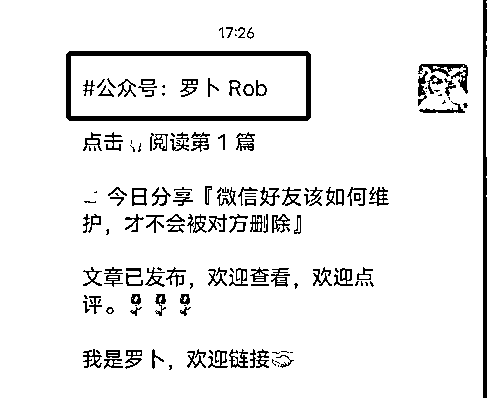 17:26
#公众号：罗卜 Rob
点击👇阅读第 1 篇
今日分享『微信好友该如何维
护，才不会被对方删除』
文章已发布，欢迎查看，欢迎点
评。🌹🌹🌹
我是罗卜，欢迎链接🤝